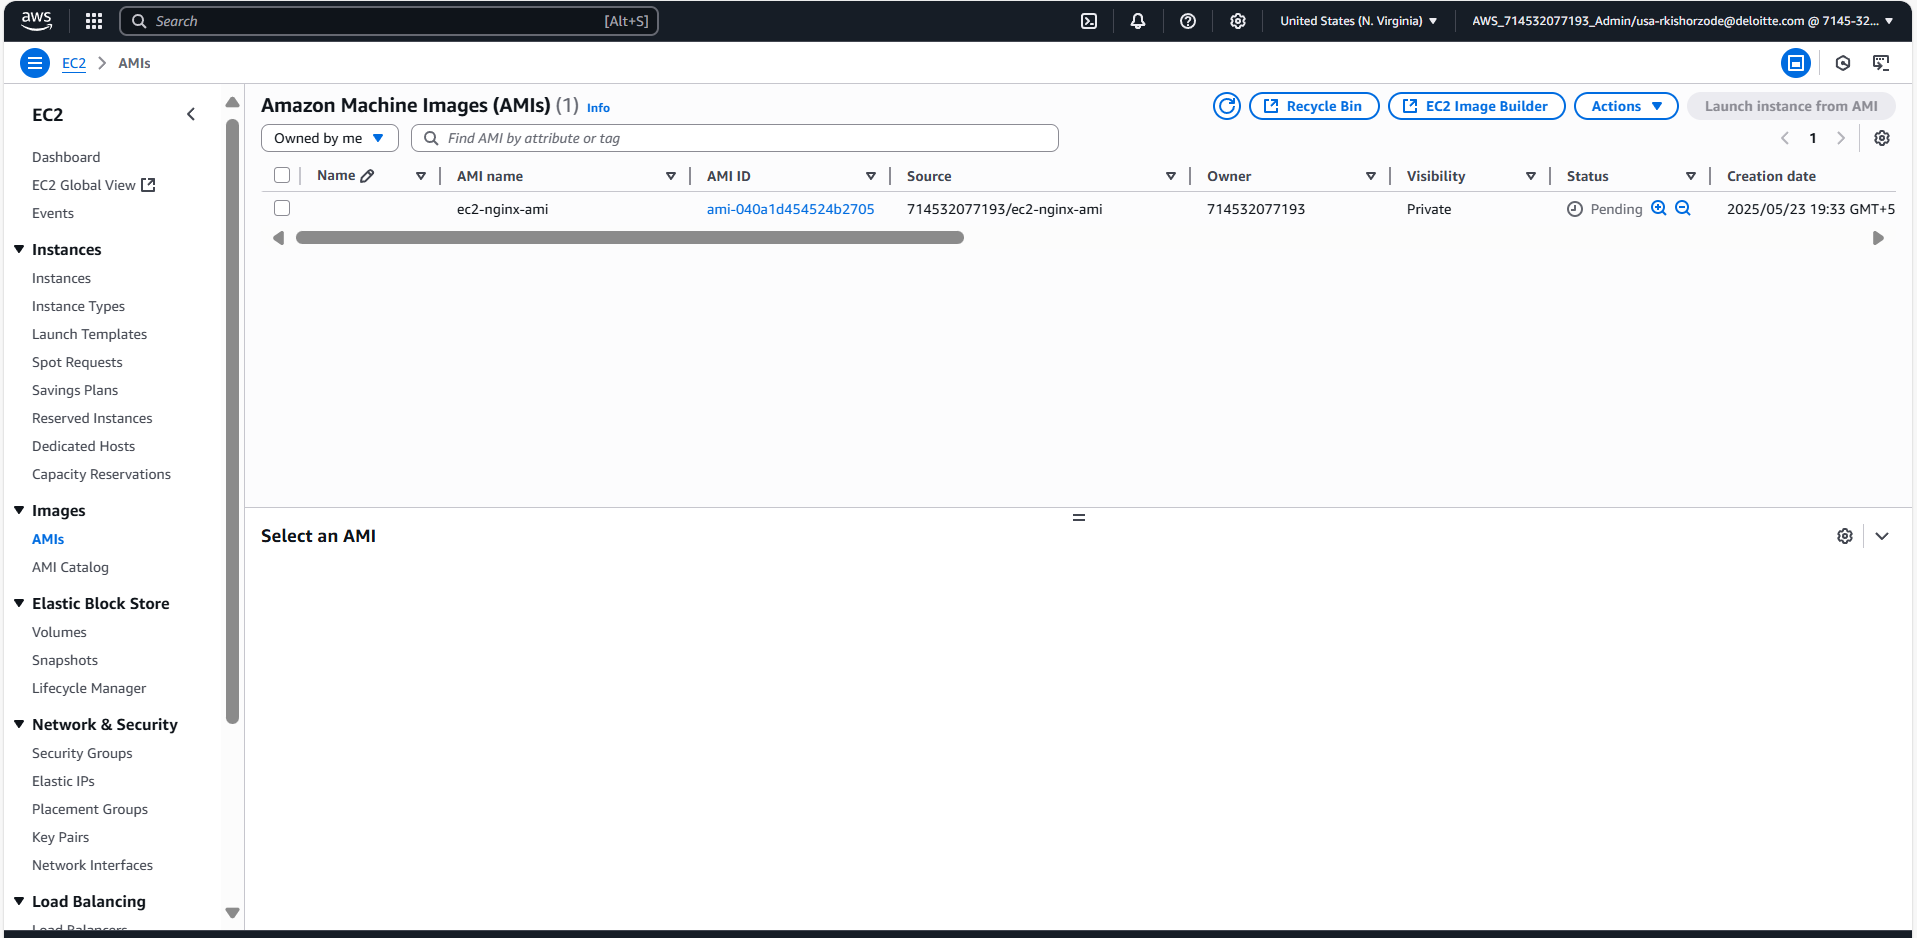 aws
Search
[Alt+S]
United States (N. Virginia)
AWS_714532077193_Admin/usa-rkishorzode@deloitte.com @ 7145-32...
EC2
AMIs
EC2
Dashboard
EC2 Global View
Events
Instances
Instances
Instance Types
Launch Templates
Spot Requests
Savings Plans
Reserved Instances
Dedicated Hosts
Capacity Reservations
Images
AMIs
AMI Catalog
Elastic Block Store
Volumes
Snapshots
Lifecycle Manager
Network & Security
Security Groups
Elastic IPs
Placement Groups
Key Pairs
Network Interfaces
Load Balancing
Load Balancers
Amazon Machine Images (AMIs) (1) Info
Recycle Bin
EC2 Image Builder
Actions
Launch instance from AMI
Owned by me
Find AMI by attribute or tag
1
Name AMI name AMI ID Source Owner Visibility Status Creation date
ec2-nginx-ami ami-040a1d454524b2705 714532077193/ec2-nginx-ami 714532077193 Private Pending 2025/05/23 19:33 GMT+5
Select an AMI